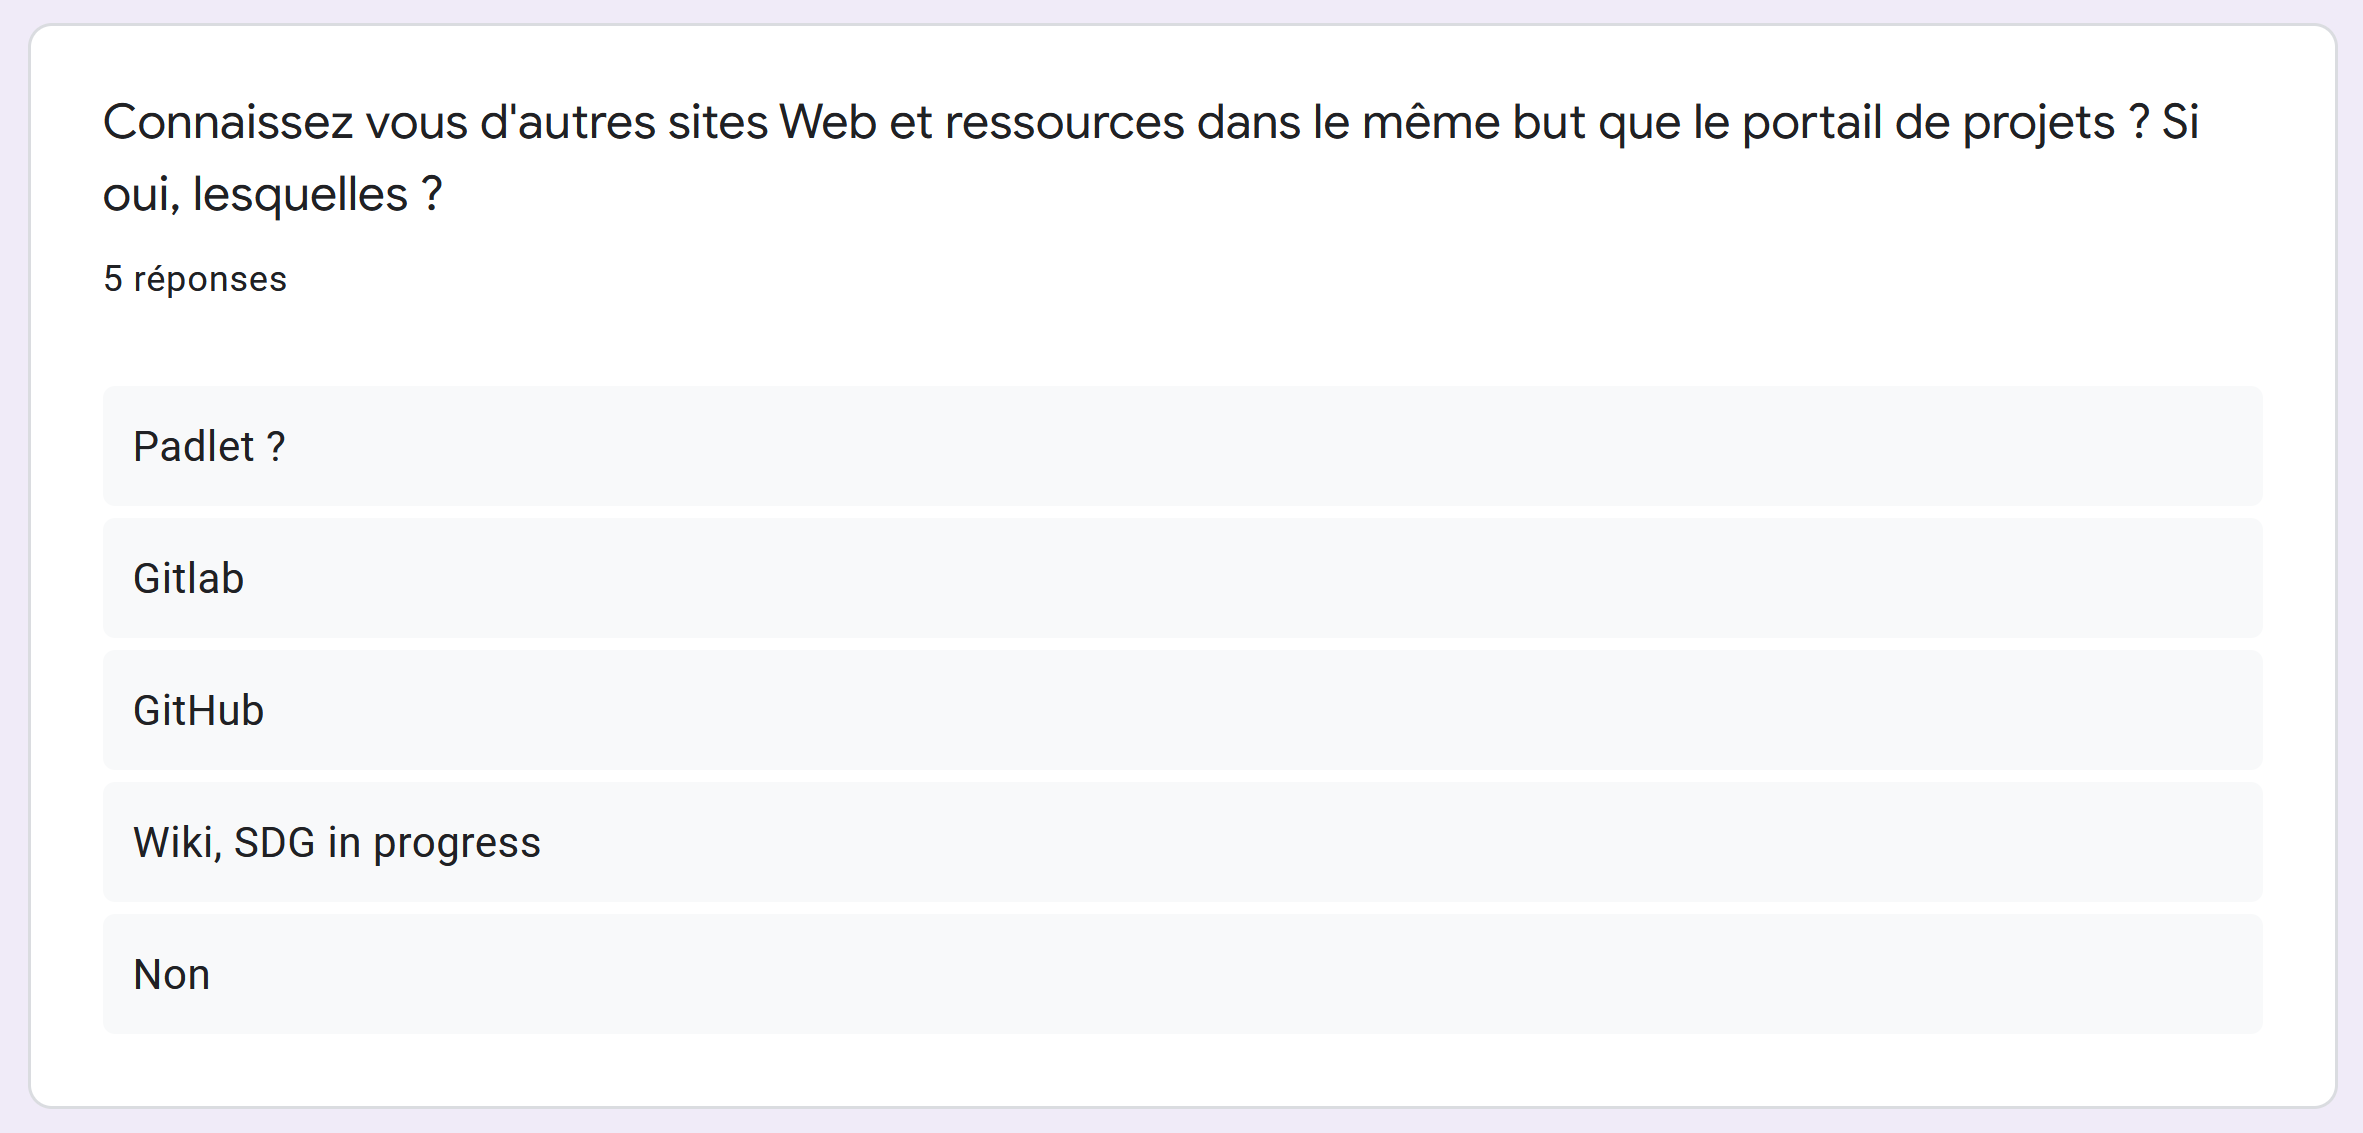 Connaissez vous d'autres sites Web et ressources dans le même but que le portail de projets ? Si
oui, lesquelles ?
5 réponses
Padlet ?
Gitlab
GitHub
Wiki, SDG in progress
Non